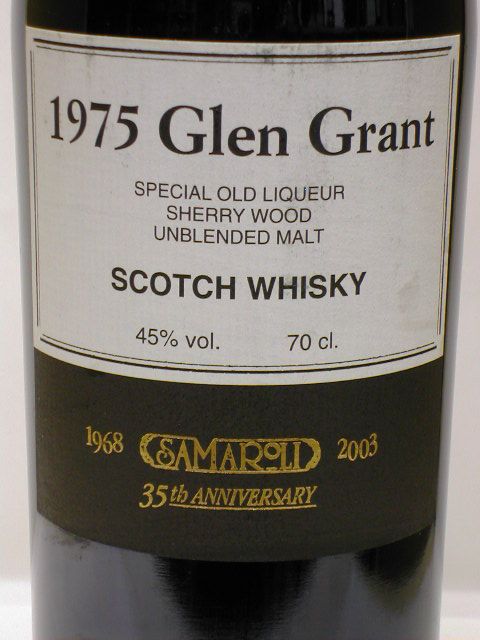 1975 Glen Grant
SPECIAL OLD LIQUEUR
SHERRY WOOD
UNBLENDED MALT
SCOTCH WHISKY
45% vol. 70 cl.
1968 SAMAROLI 2003
35th ANNIVERSARY